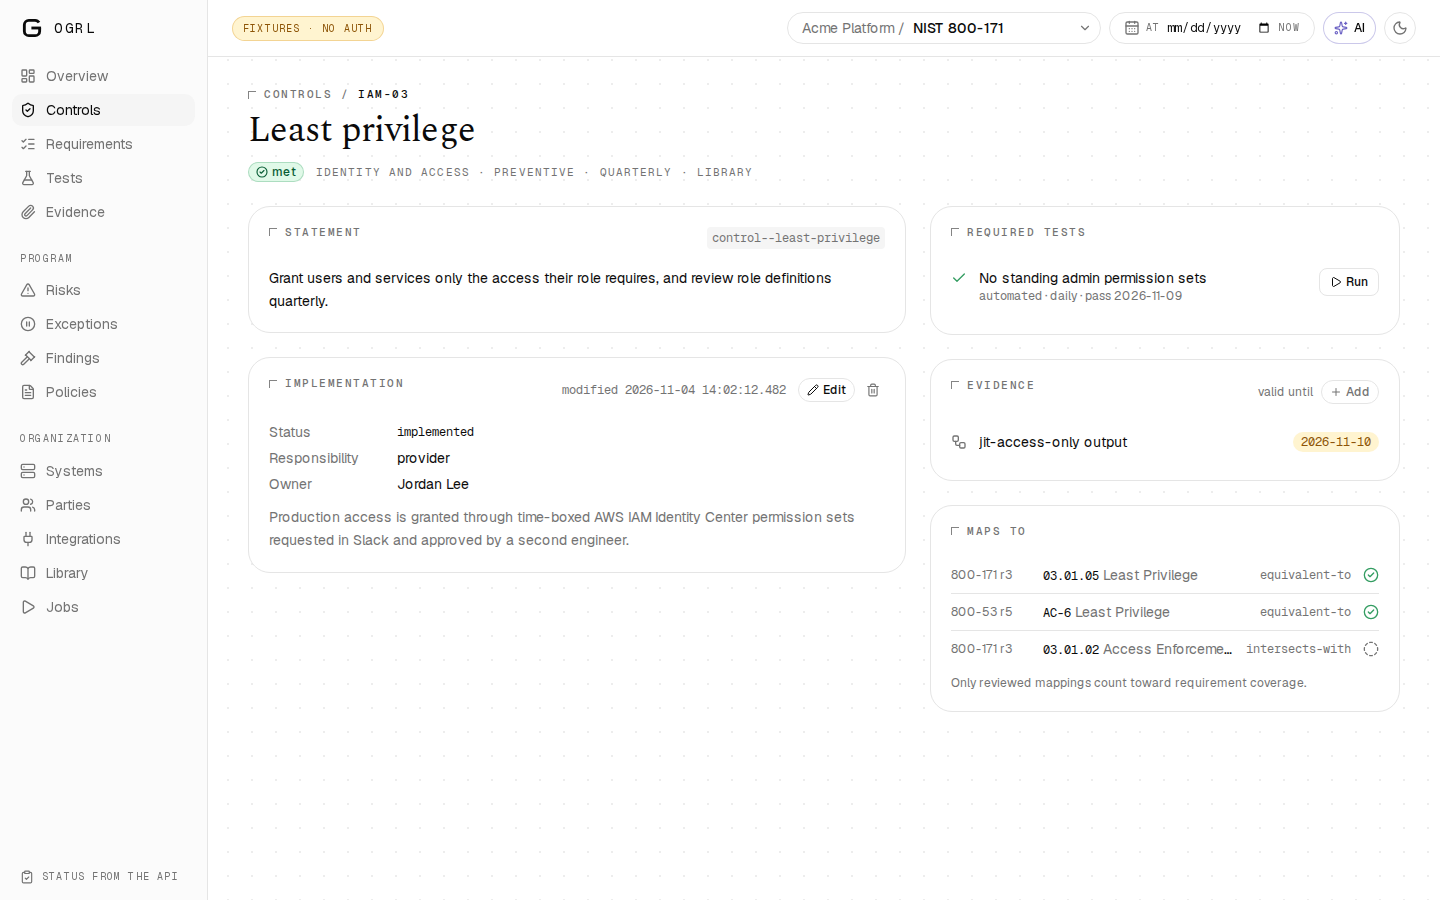 OGRL
Overview
Controls
Requirements
Tests
Evidence
PROGRAM
Risks
Exceptions
Findings
Policies
ORGANIZATION
Systems
Parties
Integrations
Library
Jobs
STATUS FROM THE API
FIXTURES · NO AUTH
Acme Platform / NIST 800-171
AT mm/dd/yyyy NOW
AI
CONTROLS / IAM-03
Least privilege
met IDENTITY AND ACCESS · PREVENTIVE · QUARTERLY · LIBRARY
STATEMENT
control--least-privilege
Grant users and services only the access their role requires, and review role definitions
quarterly.
IMPLEMENTATION
modified 2026-11-04 14:02:12.482 Edit
Status implemented
Responsibility provider
Owner Jordan Lee
Production access is granted through time-boxed AWS IAM Identity Center permission sets
requested in Slack and approved by a second engineer.
REQUIRED TESTS
No standing admin permission sets
automated · daily · pass 2026-11-09
Run
EVIDENCE
valid until + Add
jit-access-only output 2026-11-10
MAPS TO
800-171 r3 03.01.05 Least Privilege equivalent-to
800-53 r5 AC-6 Least Privilege equivalent-to
800-171 r3 03.01.02 Access Enforceme… intersects-with
Only reviewed mappings count toward requirement coverage.